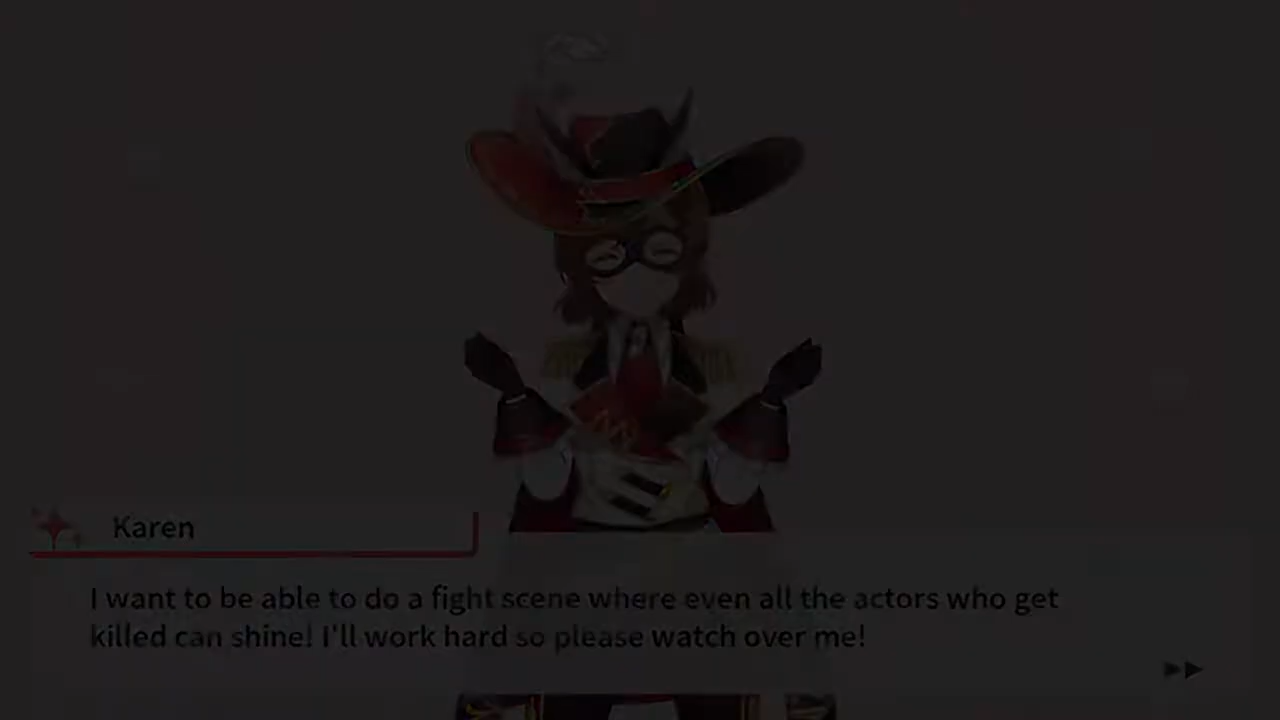 Karen
I want to be able to do a fight scene where even all the actors who get
killed can shine! I'll work hard so please watch over me!